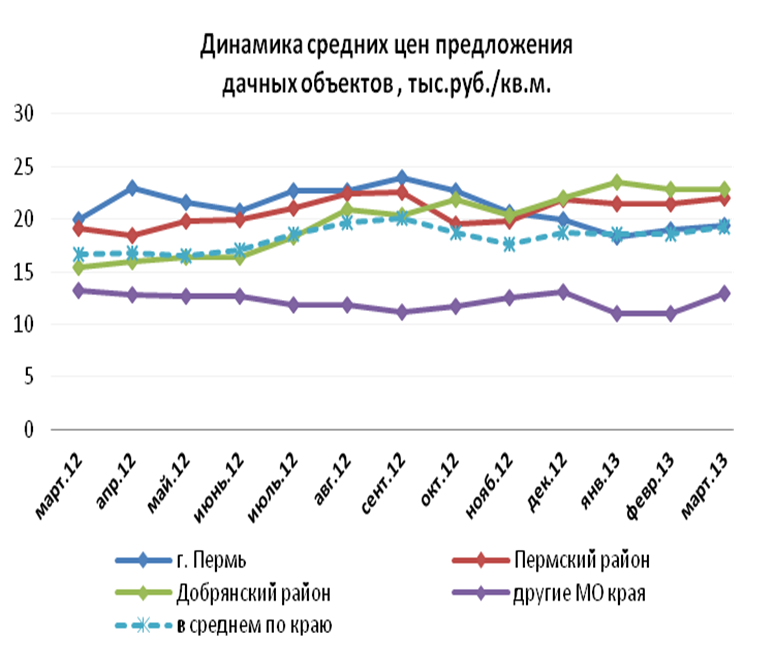 Динамика средних цен предложения
дачных объектов , тыс.руб./кв.м.
30
25
20
15
10
5
0
март.12 апр.12 май.12 июнь.12 июль.12 авг.12 сент.12 окт.12 нояб.12 дек.12 янв.13 февр.13 март.13
г. Пермь Пермский район
Добрянский район другие МО края
в среднем по краю